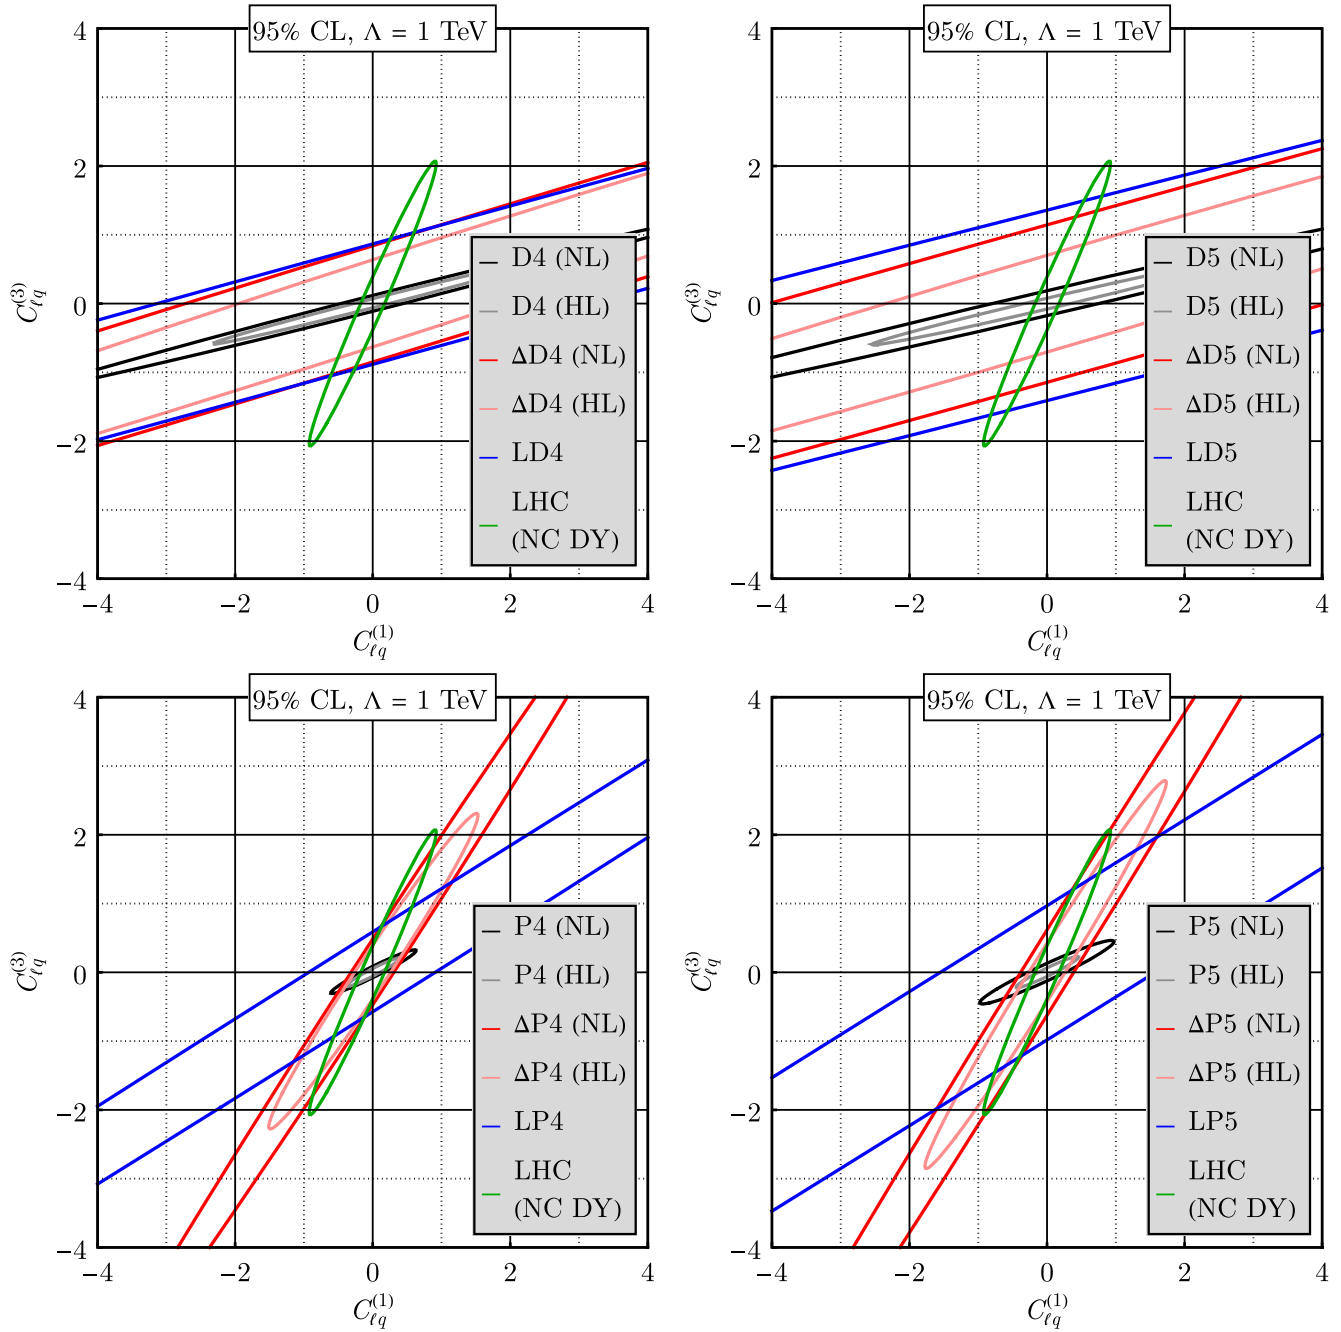 95% CL, Λ = 1 TeV
4
2
0
−2
−4
−4 −2 0 2 4
C_{ℓq}^{(3)}
C_{ℓq}^{(1)}
D4 (NL)
D4 (HL)
ΔD4 (NL)
ΔD4 (HL)
LD4
LHC
(NC DY)
95% CL, Λ = 1 TeV
4
2
0
−2
−4
−4 −2 0 2 4
C_{ℓq}^{(3)}
C_{ℓq}^{(1)}
D5 (NL)
D5 (HL)
ΔD5 (NL)
ΔD5 (HL)
LD5
LHC
(NC DY)
95% CL, Λ = 1 TeV
4
2
0
−2
−4
−4 −2 0 2 4
C_{ℓq}^{(3)}
C_{ℓq}^{(1)}
P4 (NL)
P4 (HL)
ΔP4 (NL)
ΔP4 (HL)
LP4
LHC
(NC DY)
95% CL, Λ = 1 TeV
4
2
0
−2
−4
−4 −2 0 2 4
C_{ℓq}^{(3)}
C_{ℓq}^{(1)}
P5 (NL)
P5 (HL)
ΔP5 (NL)
ΔP5 (HL)
LP5
LHC
(NC DY)